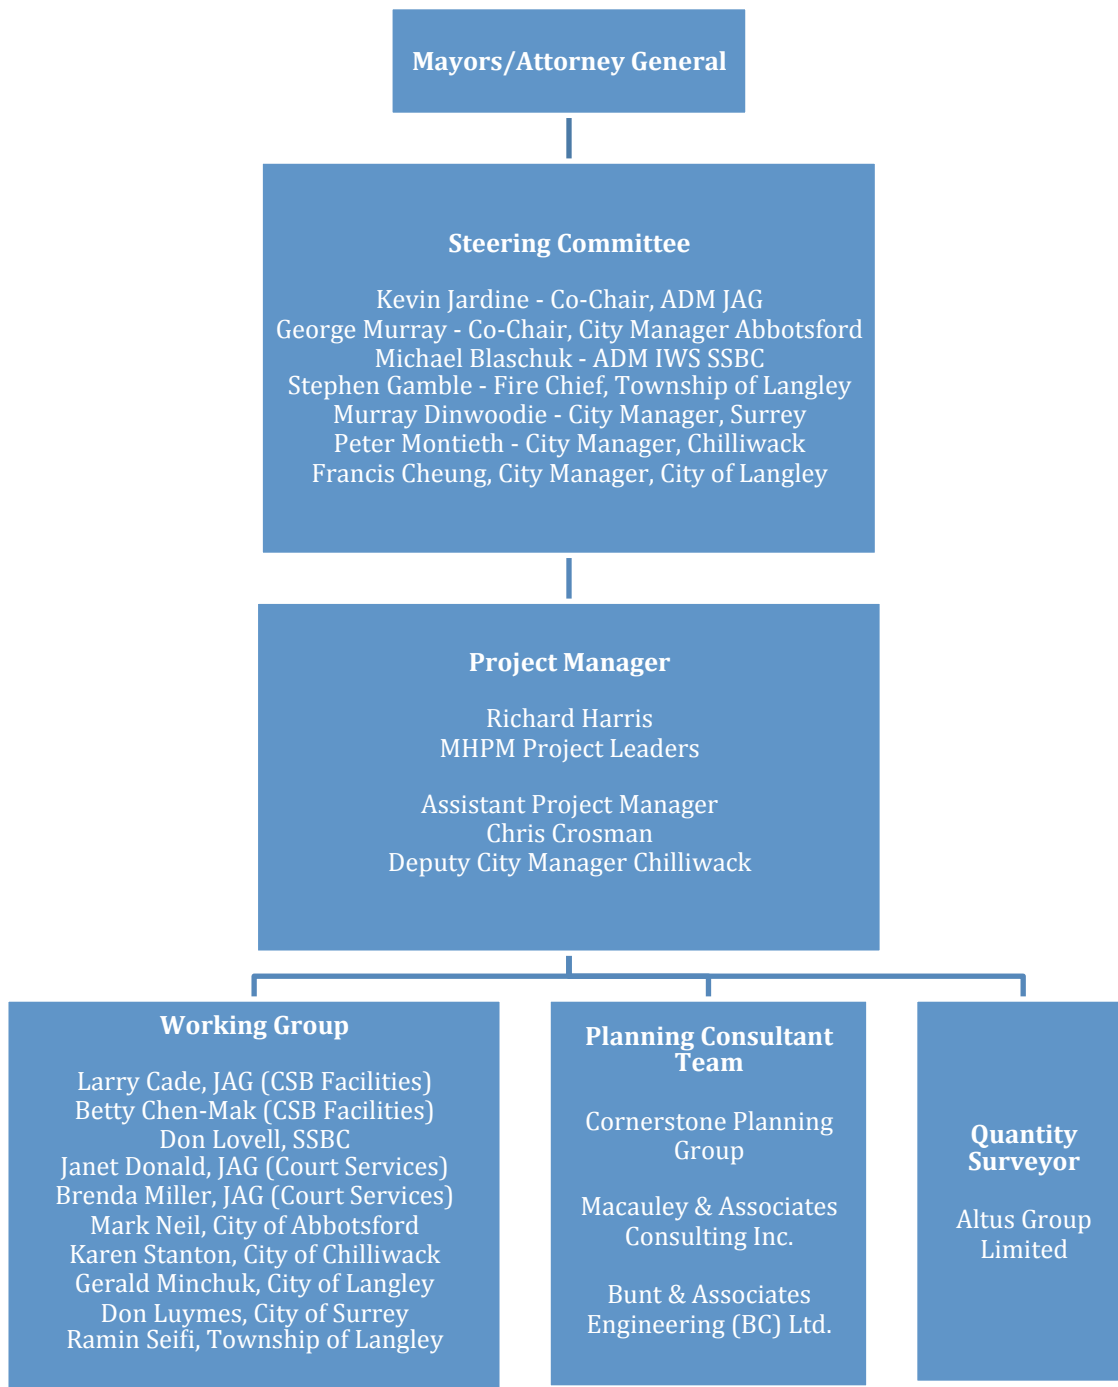 Mayors/Attorney General
Steering Committee
Kevin Jardine - Co-Chair, ADM JAG
George Murray - Co-Chair, City Manager Abbotsford
Michael Blaschuk - ADM IWS SSBC
Stephen Gamble - Fire Chief, Township of Langley
Murray Dinwoodie - City Manager, Surrey
Peter Montieth - City Manager, Chilliwack
Francis Cheung, City Manager, City of Langley
Project Manager
Richard Harris
MHPM Project Leaders
Assistant Project Manager
Chris Crosman
Deputy City Manager Chilliwack
Working Group
Larry Cade, JAG (CSB Facilities)
Betty Chen-Mak (CSB Facilities)
Don Lovell, SSBC
Janet Donald, JAG (Court Services)
Brenda Miller, JAG (Court Services)
Mark Neil, City of Abbotsford
Karen Stanton, City of Chilliwack
Gerald Minchuk, City of Langley
Don Luymes, City of Surrey
Ramin Seifi, Township of Langley
Planning Consultant
Team
Cornerstone Planning
Group
Macauley & Associates
Consulting Inc.
Bunt & Associates
Engineering (BC) Ltd.
Quantity
Surveyor
Altus Group
Limited